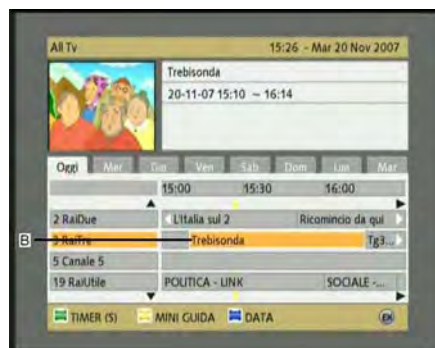 All Tv 15:26 - Mar 20 Nov 2007
Trebisonda
20-11-07 15:10 ~ 16:14
Oggi Mer Gio Ven Sab Dom Lun Mar
15:00 15:30 16:00
2 RaiDue L'Italia sul 2 Ricomincio da qui
B 3 RaiTre Trebisonda Tg3...
5 Canale 5
19 RaiUtile POLITICA - LINK SOCIALE -...
TIMER (5) MINI GUIDA DATA EXIT